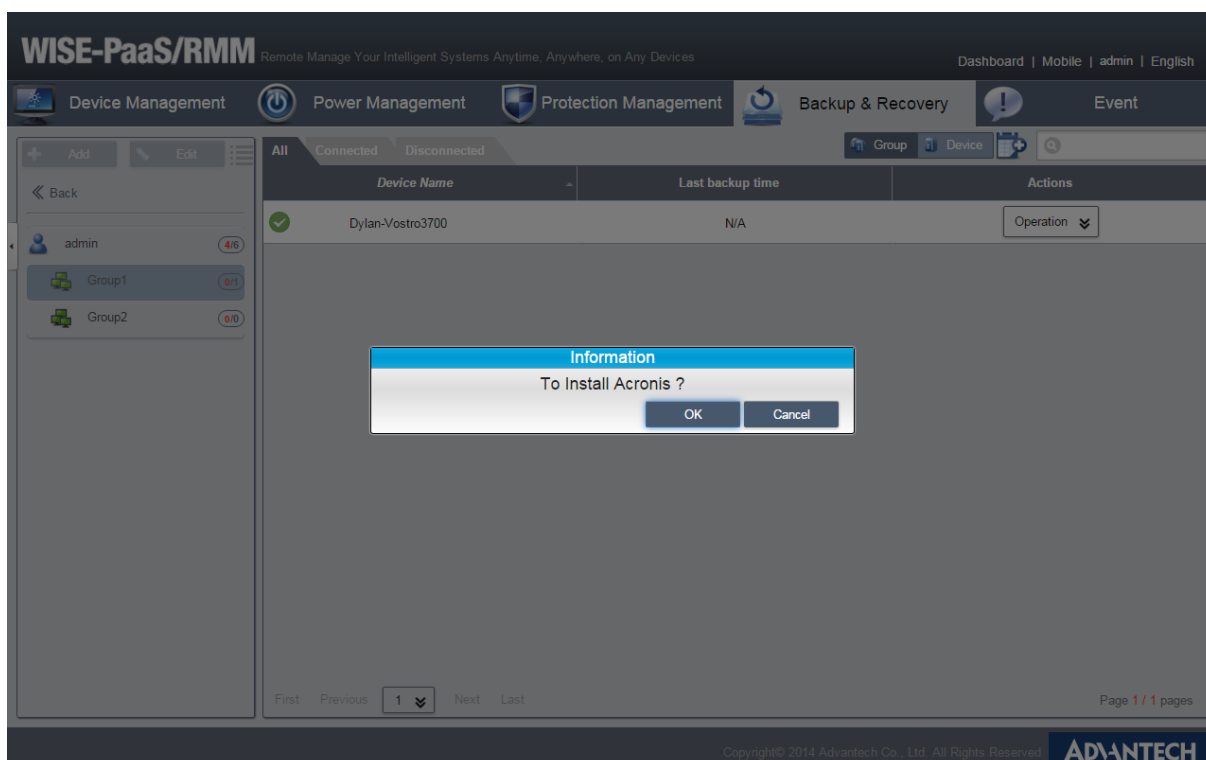 WISE-PaaS/RMM Remote Manage Your Intelligent Systems Anytime, Anywhere, on Any Devices
Dashboard | Mobile | admin | English
Device Management Power Management Protection Management Backup & Recovery Event
Add Edit
All Connected Disconnected
Group Device
Back
Device Name Last backup time Actions
Dylan-Vostro3700 N/A Operation
admin 4/6
Group1 0/1
Group2 0/0
Information
To Install Acronis ?
OK Cancel
First Previous 1 Next Last
Page 1 / 1 pages
Copyright© 2014 Advantech Co., Ltd. All Rights Reserved
ADVANTECH